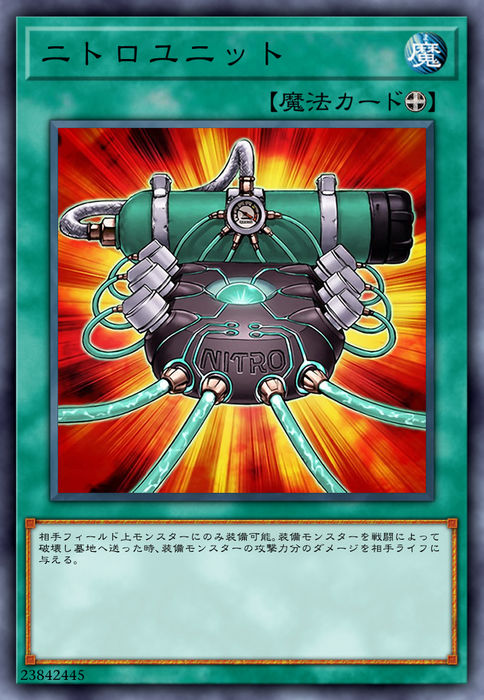 ニトロユニット
魔
【魔法カード】
NITRO
相手フィールド上モンスターにのみ装備可能。装備モンスターを戦闘によって
破壊し墓地へ送った時、装備モンスターの攻撃力分のダメージを相手ライフに
与える。
23842445